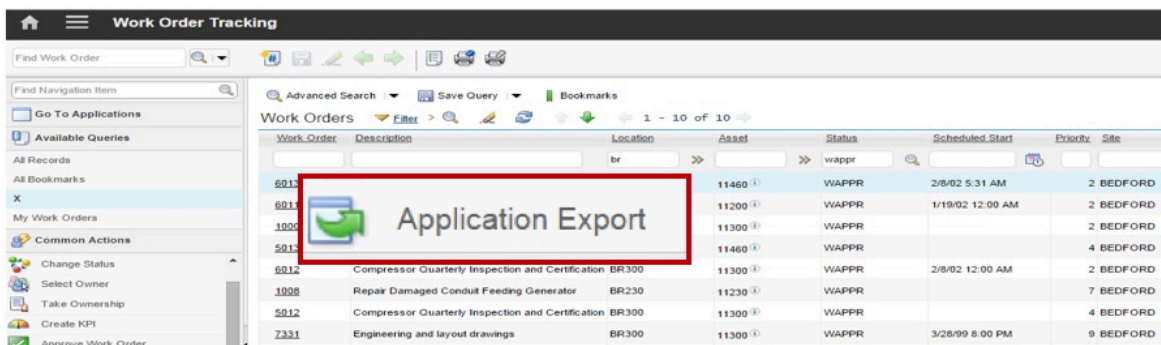 Work Order Tracking
Find Work Order
Find Navigation Item
Advanced Search Save Query Bookmarks
Go To Applications
Work Orders Filter > 1 - 10 of 10
Available Queries
Work Order Description Location Asset Status Scheduled Start Priority Site
All Records
br wappr
All Bookmarks
6013 11460 WAPPR 2/8/02 5:31 AM 2 BEDFORD
X
6011 11200 WAPPR 1/19/02 12:00 AM 2 BEDFORD
Application Export
My Work Orders
1000 11300 WAPPR 2 BEDFORD
Common Actions
5013 11460 WAPPR 4 BEDFORD
Change Status
6012 Compressor Quarterly Inspection and Certification BR300 11300 WAPPR 2/8/02 12:00 AM 2 BEDFORD
Select Owner
1008 Repair Damaged Conduit Feeding Generator BR230 11230 WAPPR 7 BEDFORD
Take Ownership
5012 Compressor Quarterly Inspection and Certification BR300 11300 WAPPR 4 BEDFORD
Create KPI
7331 Engineering and layout drawings BR300 11300 WAPPR 3/28/99 8:00 PM 9 BEDFORD
Approve Work Order